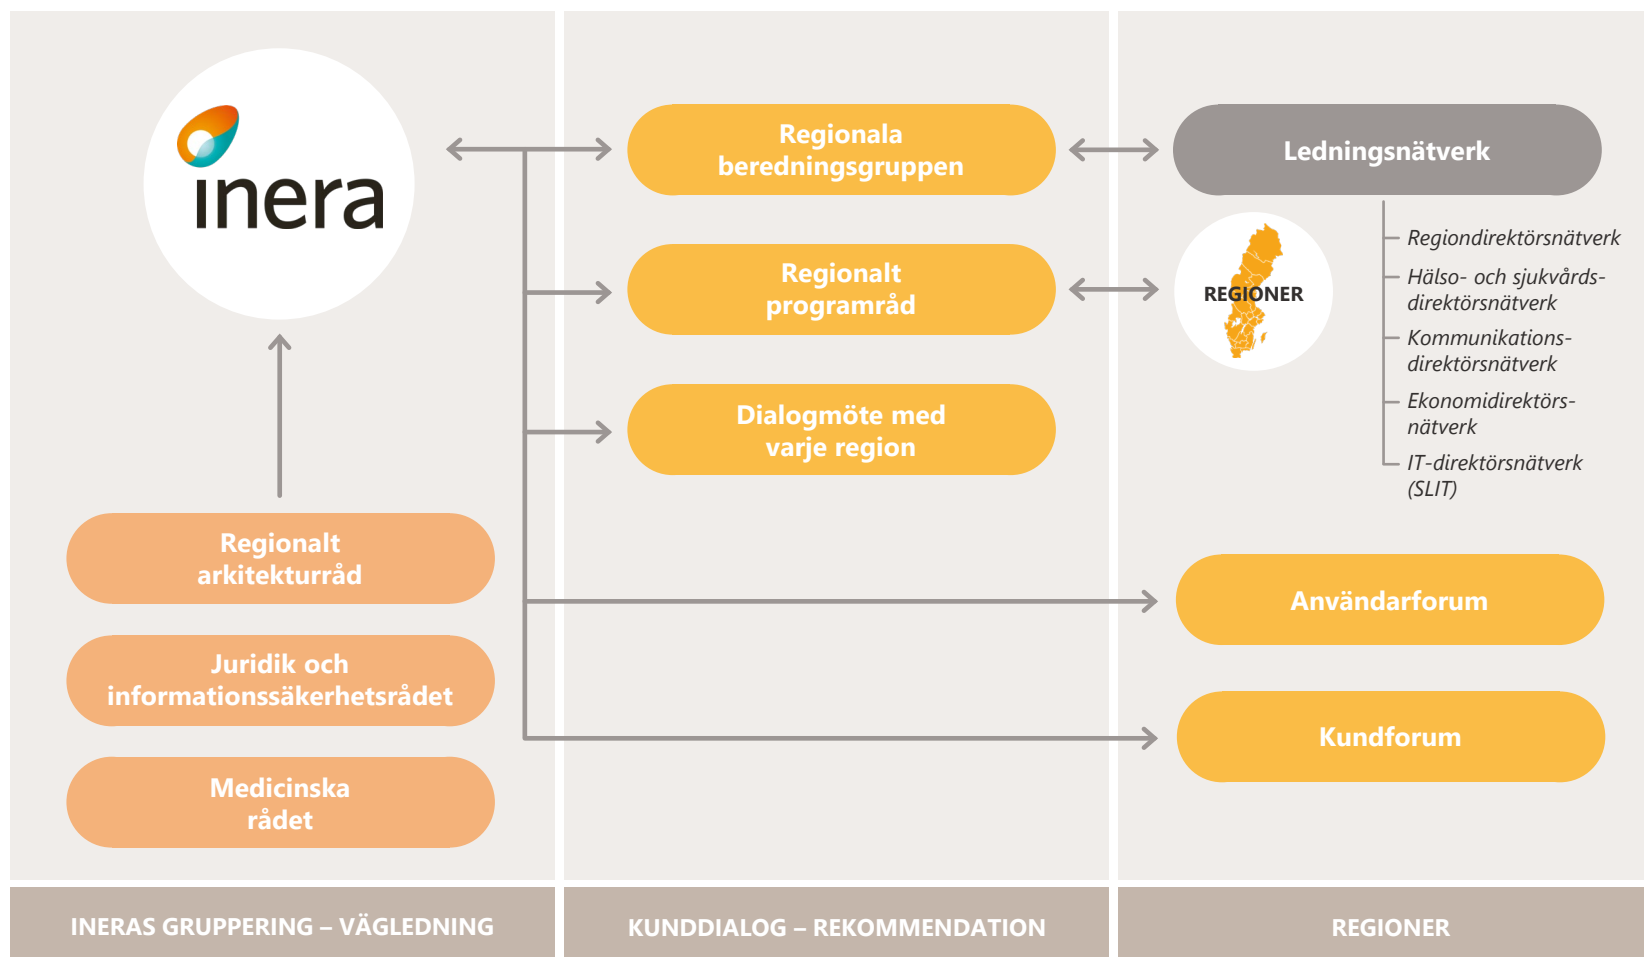 inera
Regionalt
arkitekturråd
Juridik och
informationssäkerhetsrådet
Medicinska
rådet
INERAS GRUPPERING – VÄGLEDNING
Regionala
beredningsgruppen
Regionalt
programråd
Dialogmöte med
varje region
KUNDDIALOG – REKOMMENDATION
Ledningsnätverk
REGIONER
Regiondirektörsnätverk
Hälso- och sjukvårds-
direktörsnätverk
Kommunikations-
direktörsnätverk
Ekonomidirektörs-
nätverk
IT-direktörsnätverk
(SLIT)
Användarforum
Kundforum
REGIONER